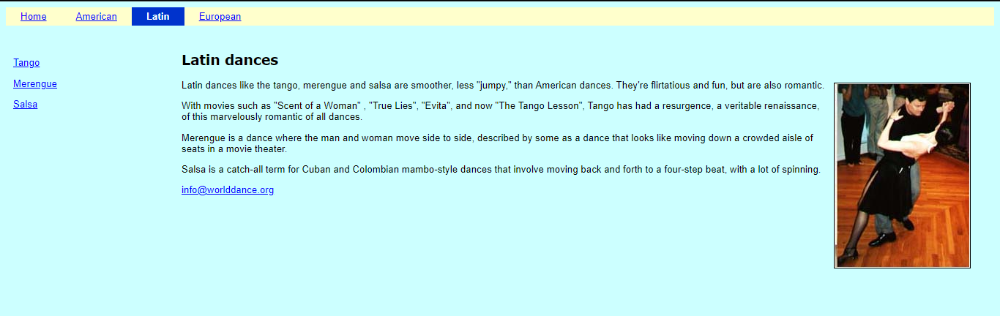 Home American Latin European
Tango
Merengue
Salsa
Latin dances
Latin dances like the tango, merengue and salsa are smoother, less "jumpy," than American dances. They're flirtatious and fun, but are also romantic.
With movies such as "Scent of a Woman" , "True Lies", "Evita", and now "The Tango Lesson", Tango has had a resurgence, a veritable renaissance,
of this marvelously romantic of all dances.
Merengue is a dance where the man and woman move side to side, described by some as a dance that looks like moving down a crowded aisle of
seats in a movie theater.
Salsa is a catch-all term for Cuban and Colombian mambo-style dances that involve moving back and forth to a four-step beat, with a lot of spinning.
info@worlddance.org